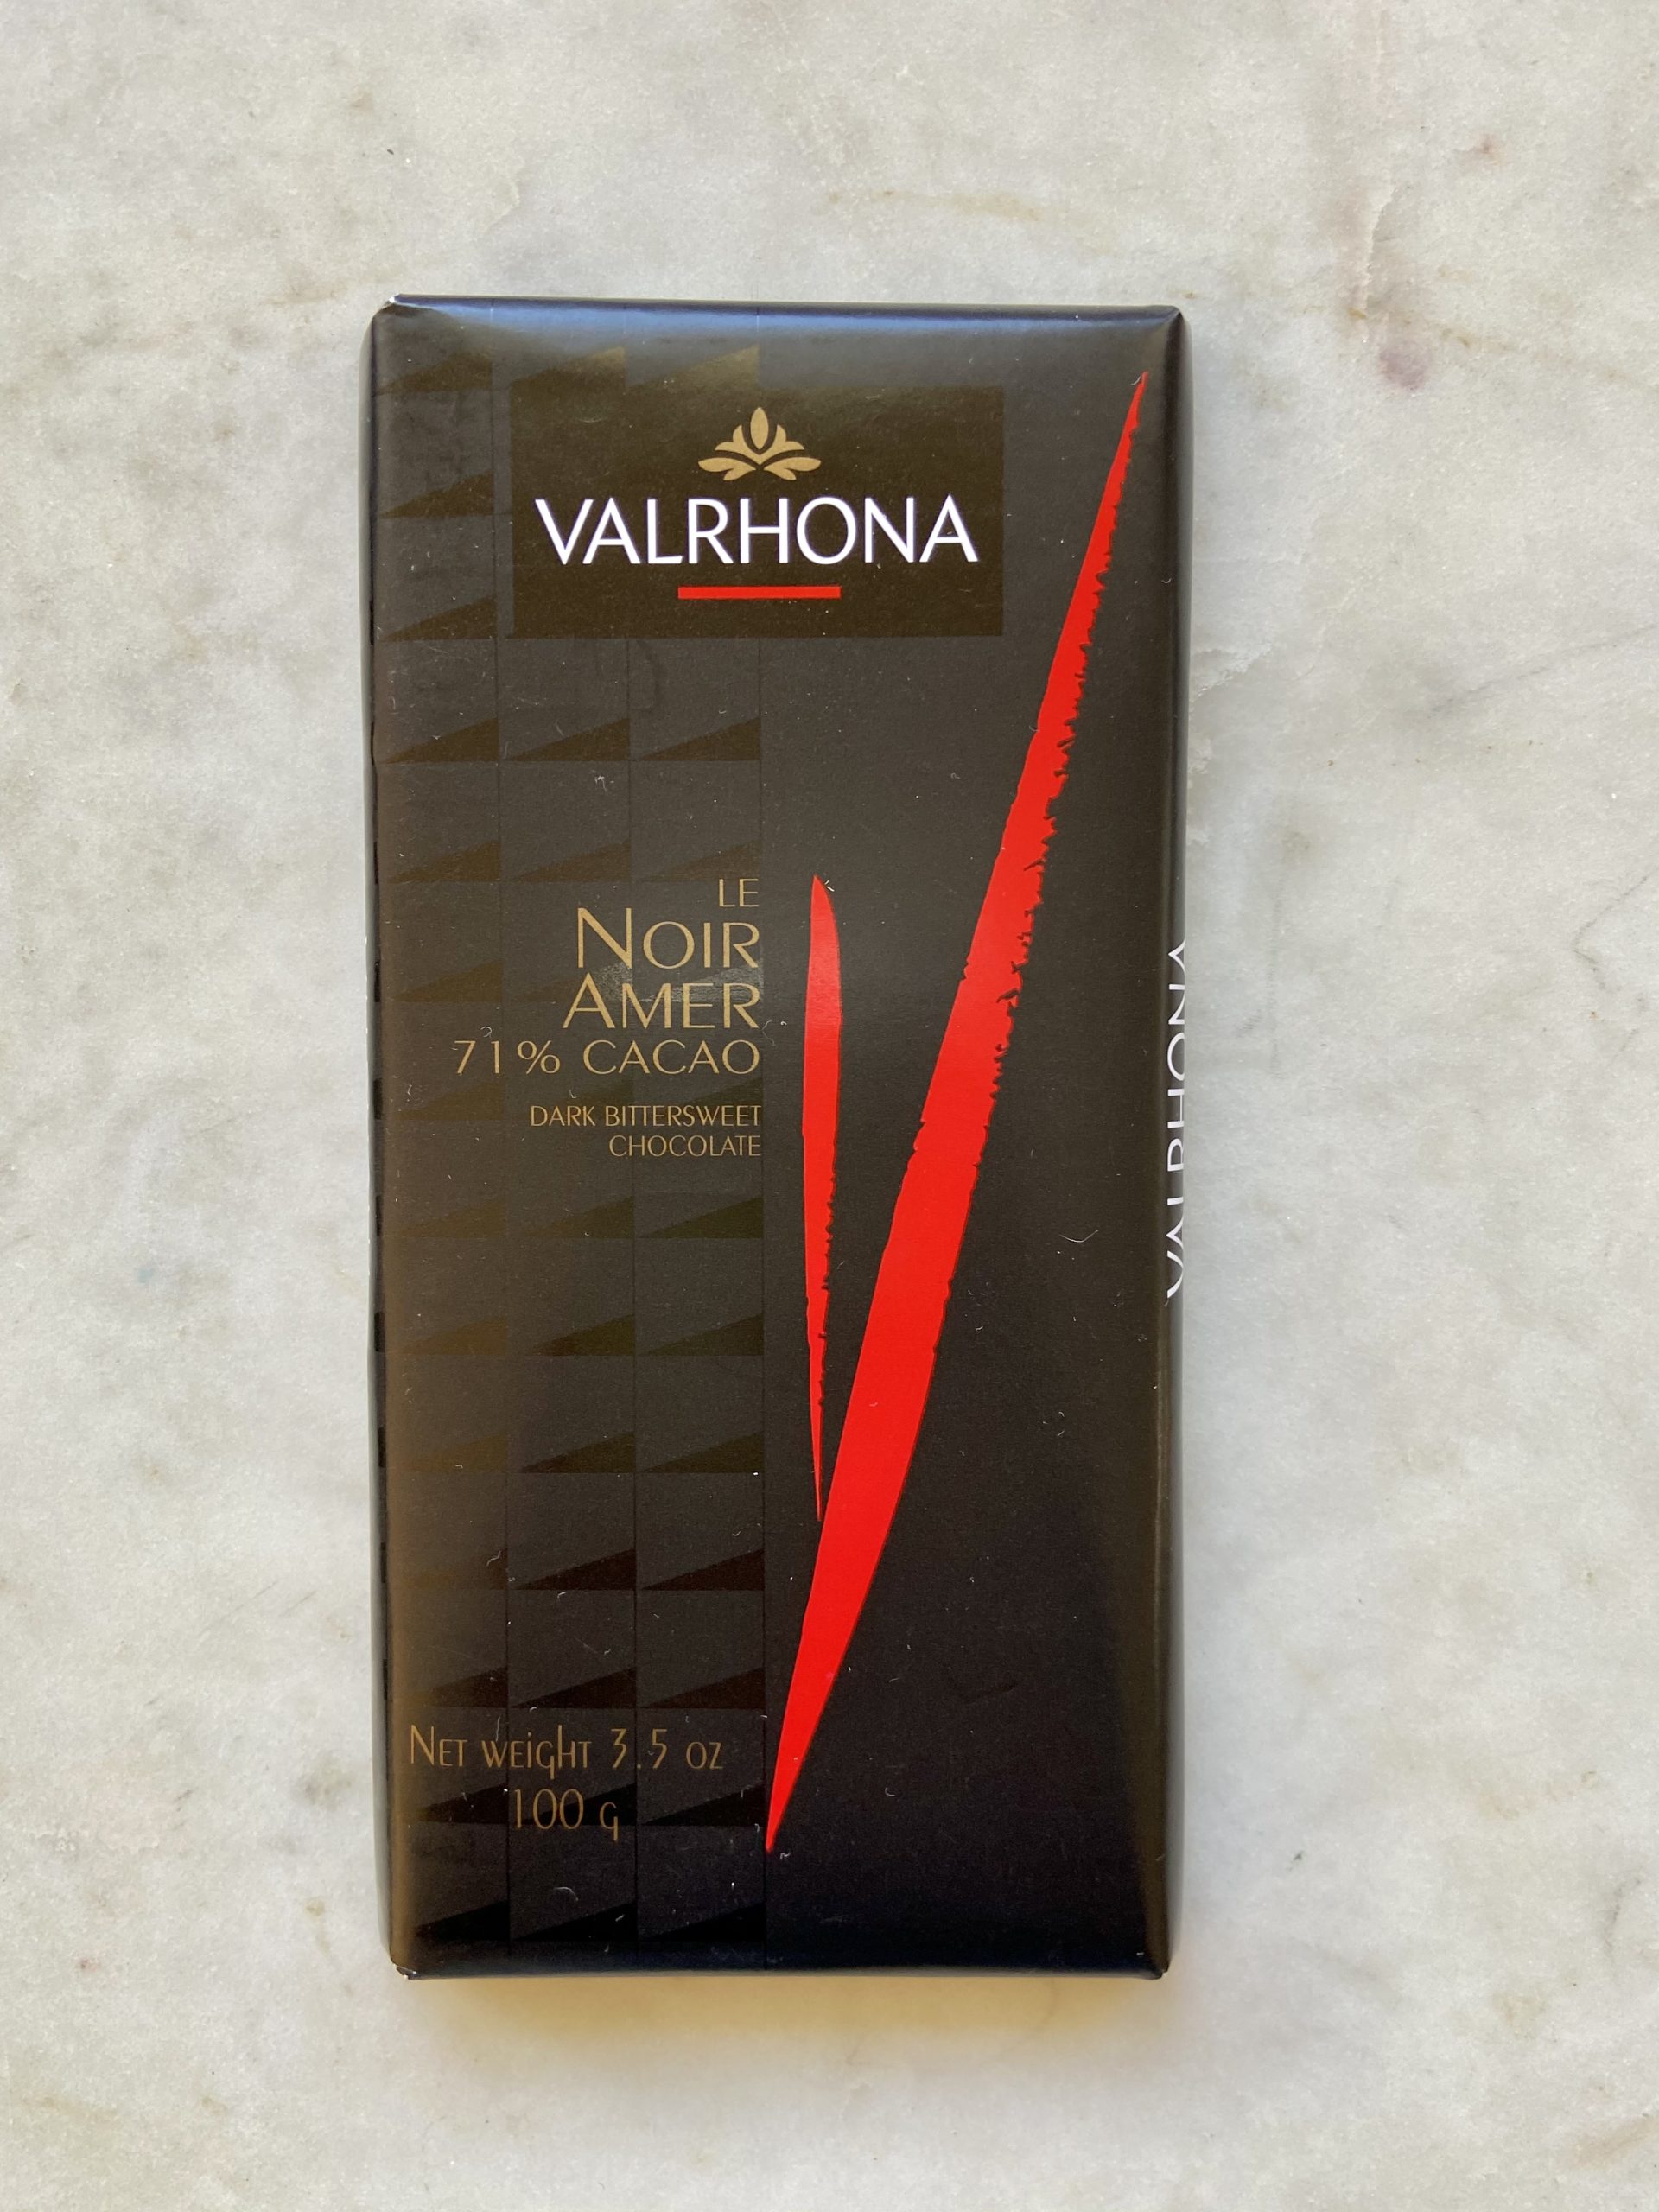 VALRHONA
LE
NOIR
AMER
71% CACAO
DARK BITTERSWEET
CHOCOLATE
NET WEIGHT 3.5 OZ
100 g
VALRHONA